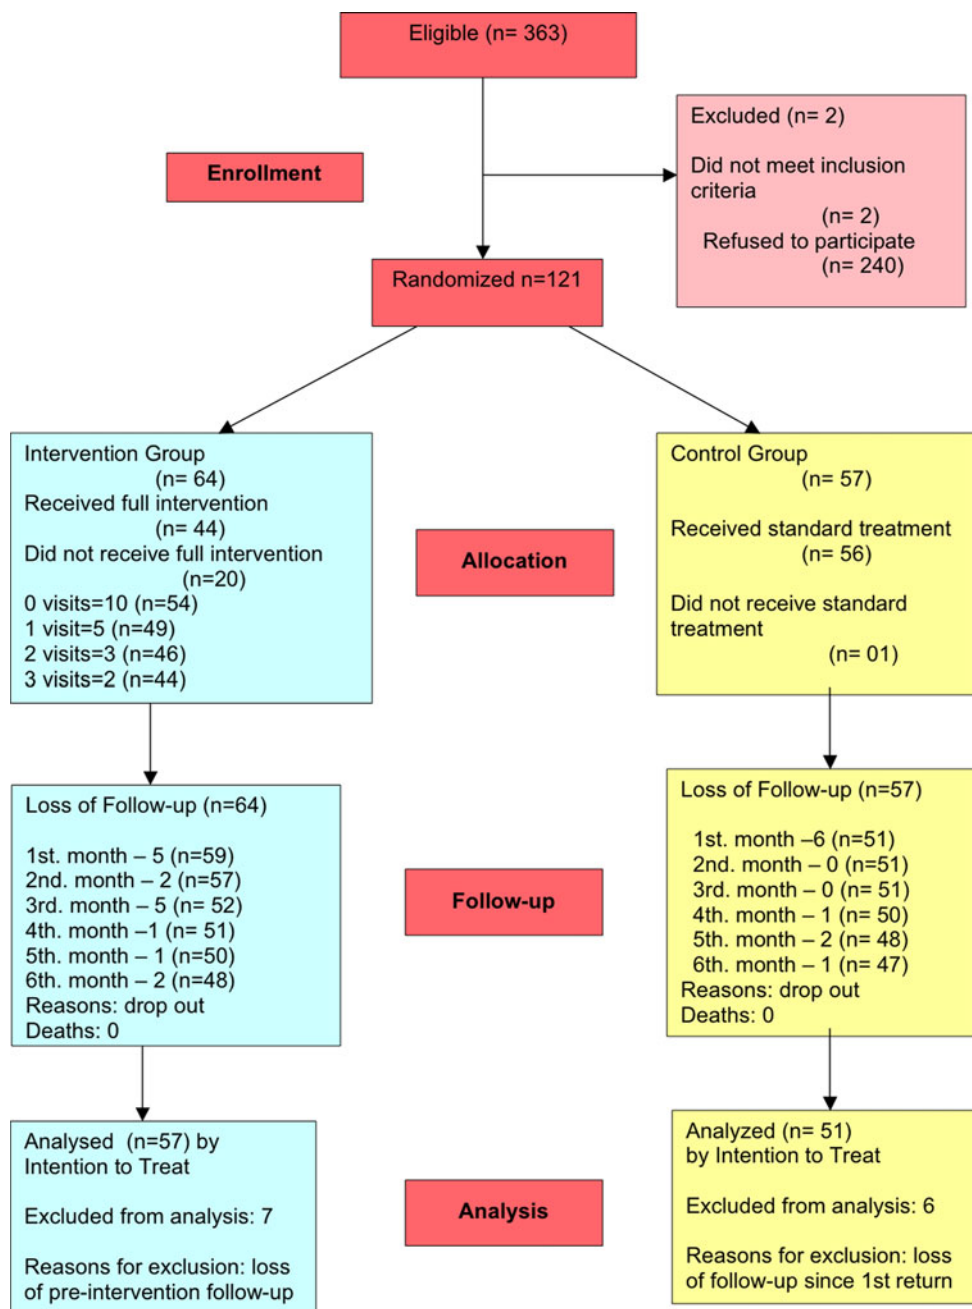 Eligible (n= 363)
Excluded (n= 2)
Did not meet inclusion
criteria
(n= 2)
Refused to participate
(n= 240)
Enrollment
Randomized n=121
Intervention Group
(n= 64)
Received full intervention
(n= 44)
Did not receive full intervention
(n=20)
0 visits=10 (n=54)
1 visit=5 (n=49)
2 visits=3 (n=46)
3 visits=2 (n=44)
Allocation
Control Group
(n= 57)
Received standard treatment
(n= 56)
Did not receive standard
treatment
(n= 01)
Loss of Follow-up (n=64)
1st. month – 5 (n=59)
2nd. month – 2 (n=57)
3rd. month – 5 (n= 52)
4th. month –1 (n= 51)
5th. month – 1 (n=50)
6th. month – 2 (n=48)
Reasons: drop out
Deaths: 0
Follow-up
Loss of Follow-up (n=57)
1st. month –6 (n=51)
2nd. month – 0 (n=51)
3rd. month – 0 (n= 51)
4th. month – 1 (n= 50)
5th. month – 2 (n= 48)
6th. month – 1 (n= 47)
Reasons: drop out
Deaths: 0
Analysed (n=57) by
Intention to Treat
Excluded from analysis: 7
Reasons for exclusion: loss
of pre-intervention follow-up
Analysis
Analyzed (n= 51)
by Intention to Treat
Excluded from analysis: 6
Reasons for exclusion: loss
of follow-up since 1st return